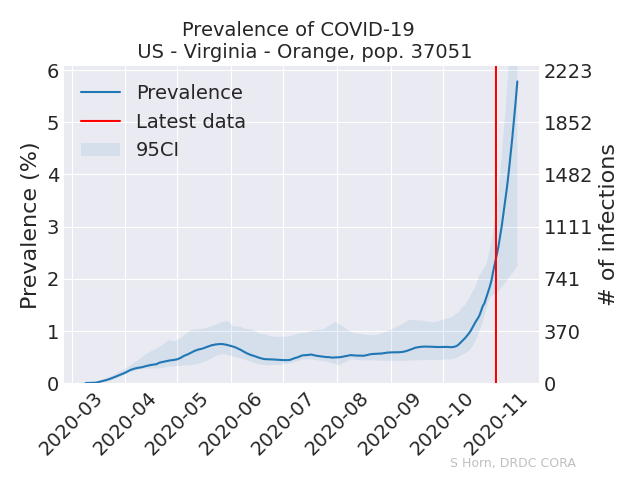 Prevalence of COVID-19
US - Virginia - Orange, pop. 37051
Prevalence
Latest data
95CI
Prevalence (%)
6
5
4
3
2
1
0
2223
1852
1482
1111
741
370
0
# of infections
2020-03
2020-04
2020-05
2020-06
2020-07
2020-08
2020-09
2020-10
2020-11
S Horn, DRDC CORA